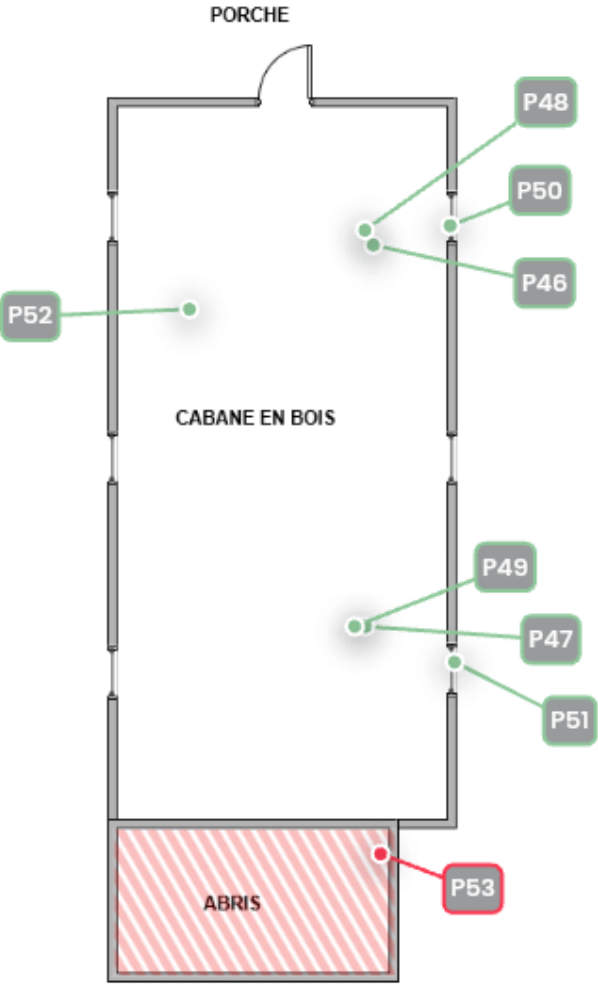 PORCHE
P48
P50
P46
P52
CABANE EN BOIS
P49
P47
P51
P53
ABRIS